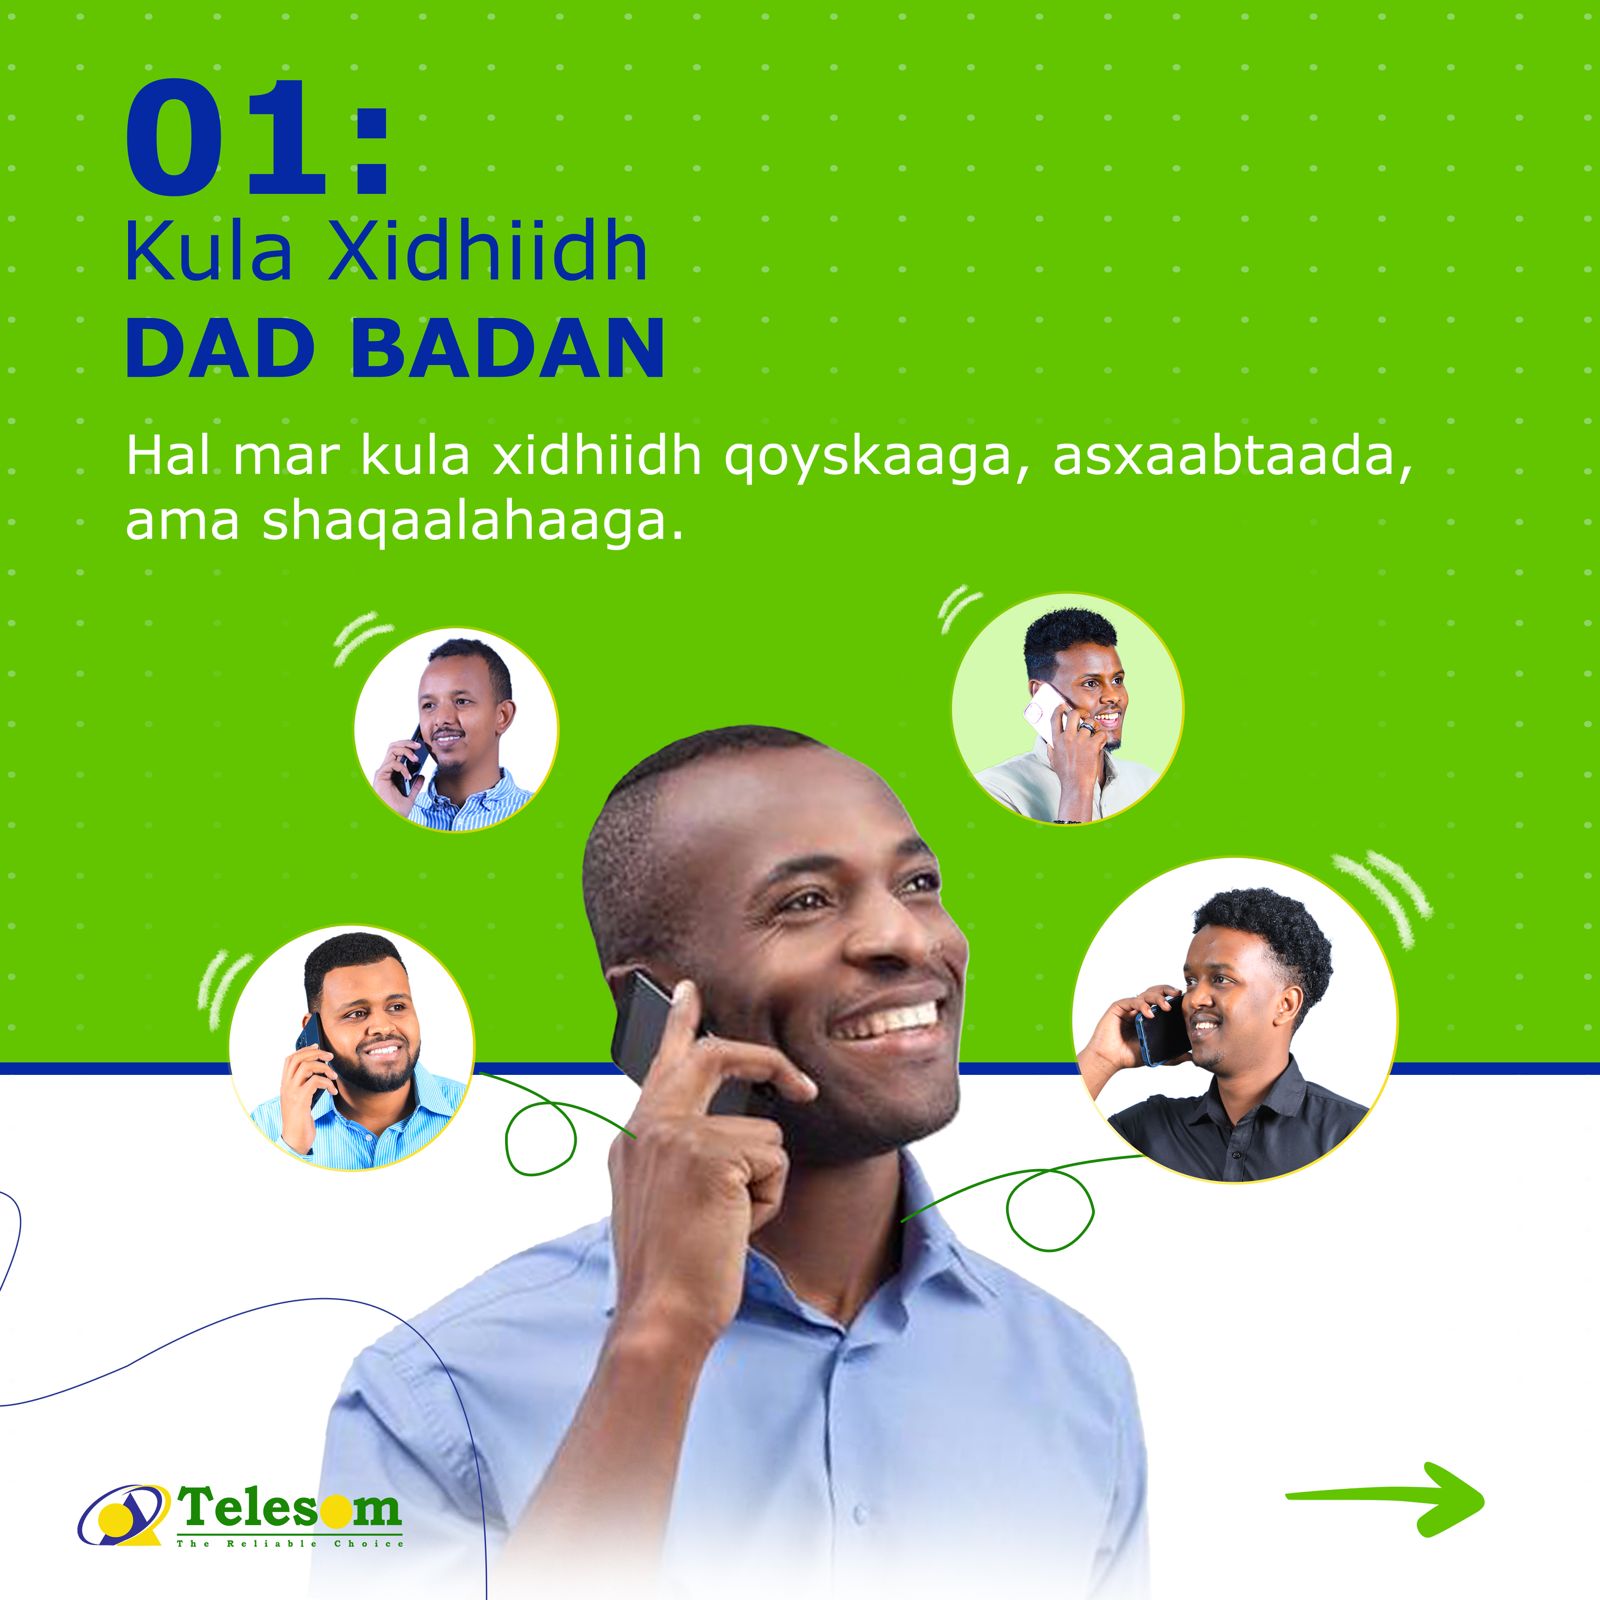 01:
Kula Xidhiidh
DAD BADAN
Hal mar kula xidhiidh qoyskaaga, asxaabtaada,
ama shaqaalahaaga.
Telesom
The Reliable Choice